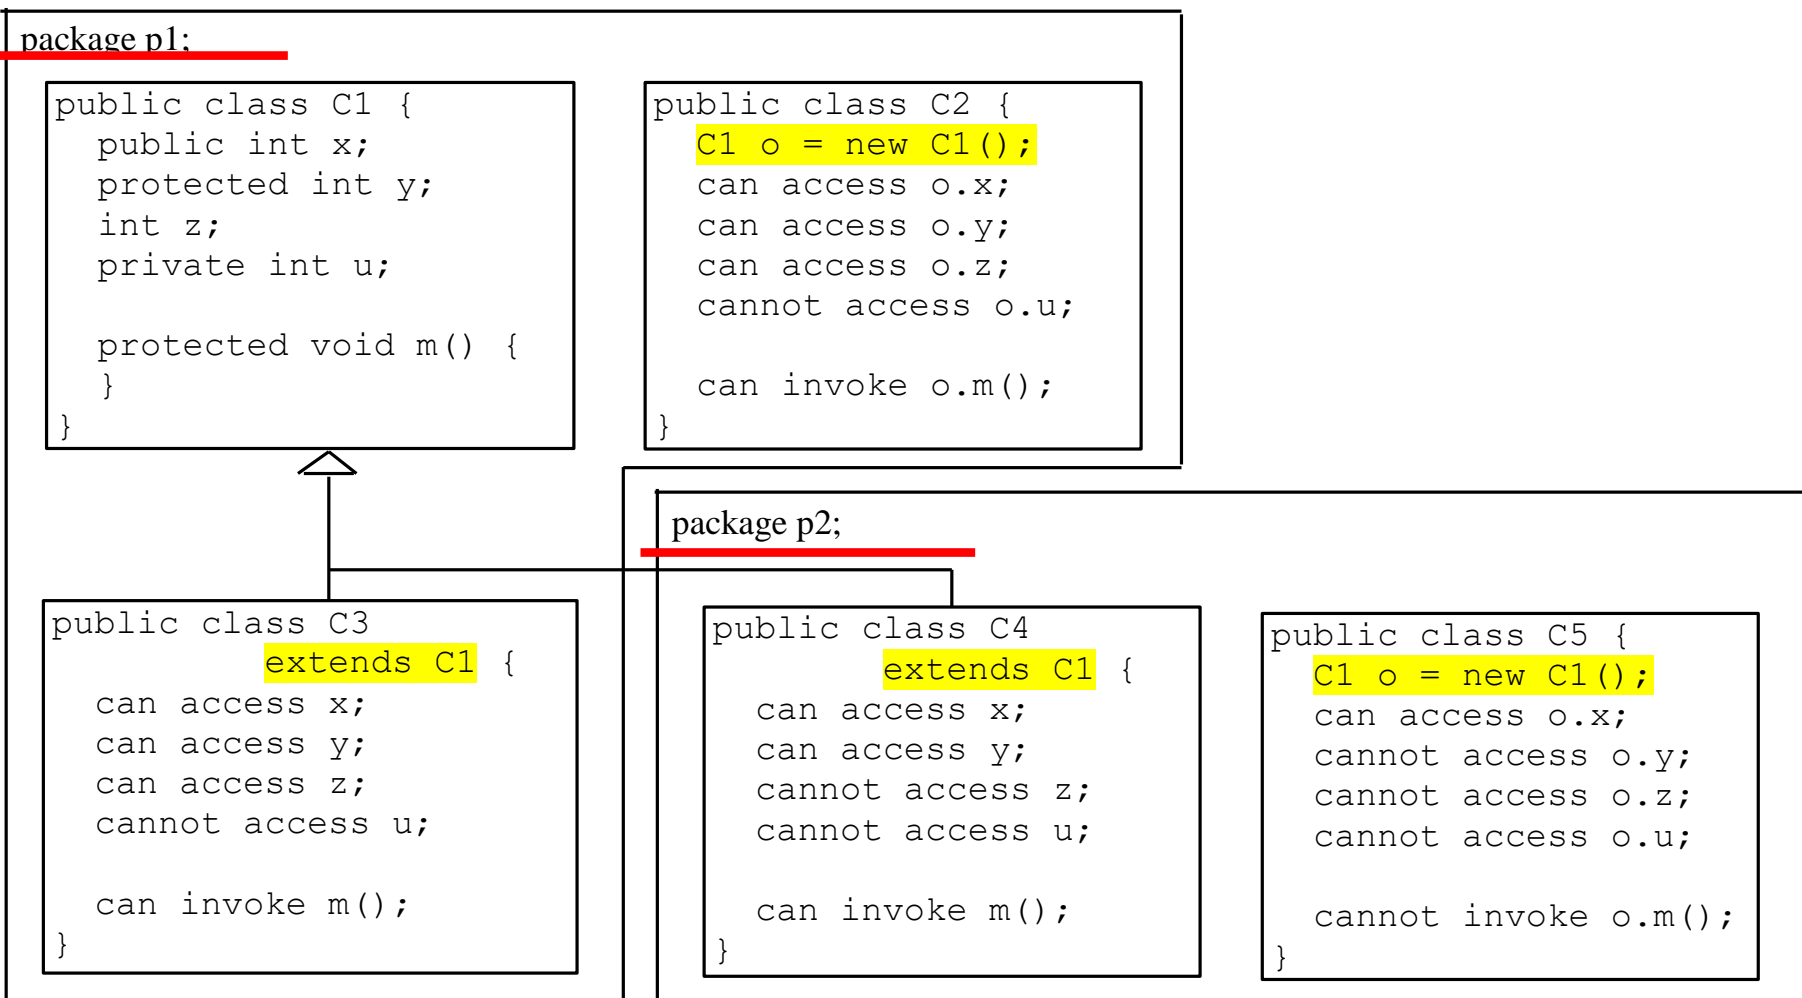 package p1;
public class C1 {
public int x;
protected int y;
int z;
private int u;
protected void m() {
}
}
public class C2 {
C1 o = new C1();
can access o.x;
can access o.y;
can access o.z;
cannot access o.u;
can invoke o.m();
}
public class C3
extends C1 {
can access x;
can access y;
can access z;
cannot access u;
can invoke m();
}
package p2;
public class C4
extends C1 {
can access x;
can access y;
cannot access z;
cannot access u;
can invoke m();
}
public class C5 {
C1 o = new C1();
can access o.x;
cannot access o.y;
cannot access o.z;
cannot access o.u;
cannot invoke o.m();
}